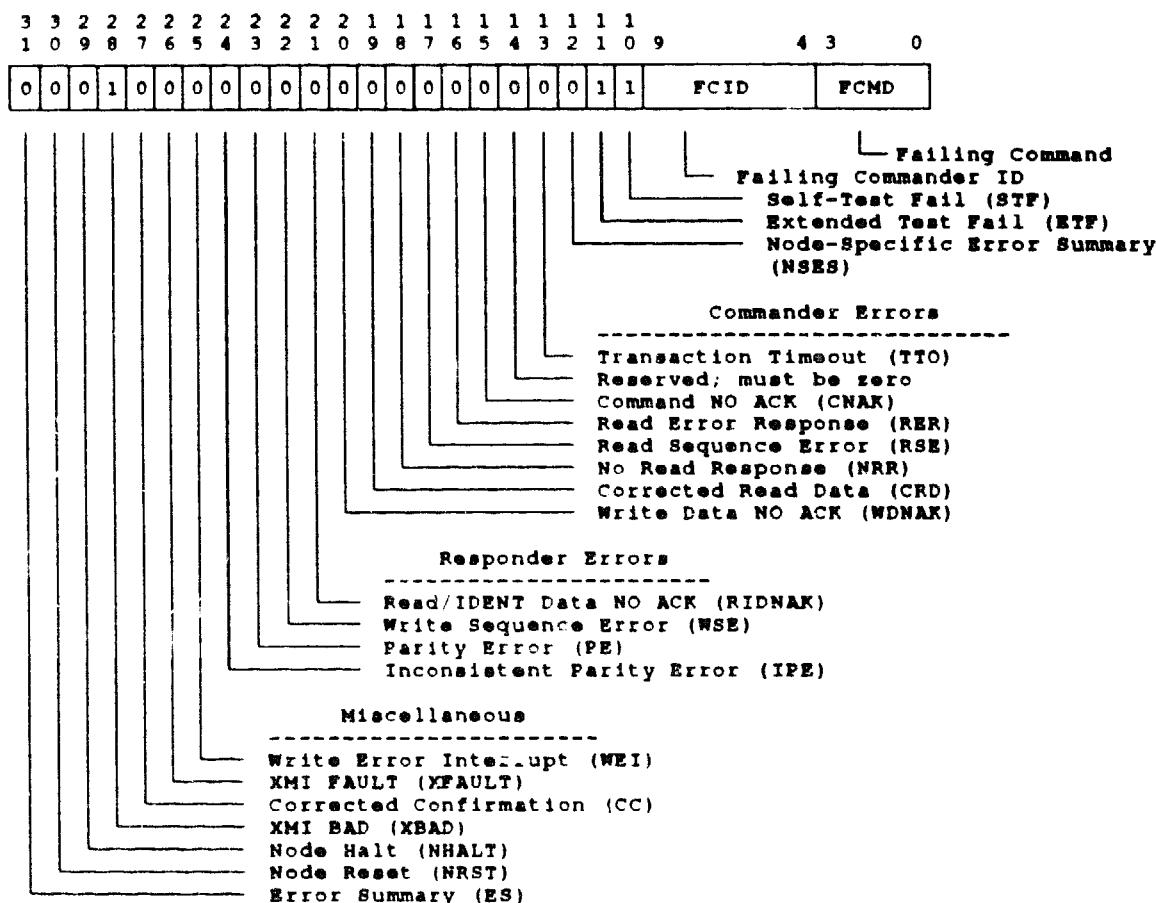 3 3 2 2 2 2 2 2 2 2 2 2 1 1 1 1 1 1 1 1 1 1
1 0 9 8 7 6 5 4 3 2 1 0 9 8 7 6 5 4 3 2 1 0 9 4 3 0
0 0 0 1 0 0 0 0 0 0 0 0 0 0 0 0 0 0 0 0 1 1 FCID FCMD
Failing Command
Failing Commander ID
Self-Test Fail (STF)
Extended Test Fail (ETF)
Node-Specific Error Summary
(NSES)
Commander Errors
Transaction Timeout (TTO)
Reserved; must be zero
Command NO ACK (CNAK)
Read Error Response (RER)
Read Sequence Error (RSE)
No Read Response (NRR)
Corrected Read Data (CRD)
Write Data NO ACK (WDNAK)
Responder Errors
Read/IDENT Data NO ACK (RIDNAK)
Write Sequence Error (WSE)
Parity Error (PE)
Inconsistent Parity Error (IPE)
Miscellaneous
Write Error Interrupt (WEI)
XMI FAULT (XFAULT)
Corrected Confirmation (CC)
XMI BAD (XBAD)
Node Halt (NHALT)
Node Reset (NRST)
Error Summary (ES)